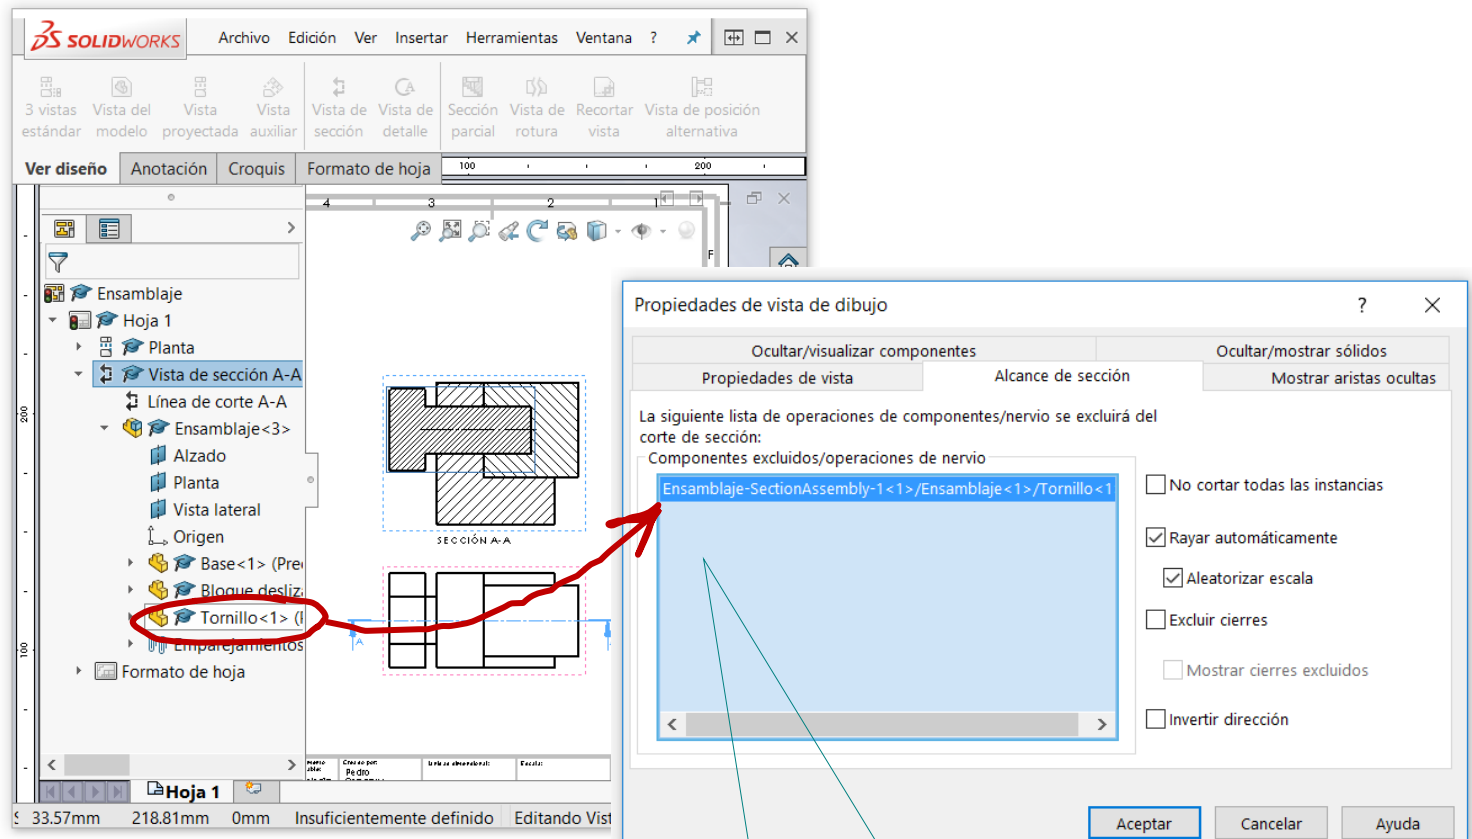 SOLIDWORKS
Archivo Edición Ver Insertar Herramientas Ventana ?
3 vistas estándar
Vista del modelo
Vista proyectada
Vista auxiliar
Vista de sección
Vista de detalle
Sección parcial
Vista de rotura
Recortar vista
Vista de posición alternativa
Ver diseño Anotación Croquis Formato de hoja
100 200
4 3 2 1
F
Ensamblaje
Hoja 1
Planta
Vista de sección A-A
Línea de corte A-A
Ensamblaje<3>
Alzado
Planta
Vista lateral
Origen
Base<1> (Pre
Bloque desliz
Tornillo<1> (
Emparejamientos
Formato de hoja
200
100
SECCIÓN A-A
A
Creado por:
Pedro
Escala:
Hoja 1
33.57mm 218.81mm 0mm Insuficientemente definido Editando Vist
Propiedades de vista de dibujo ?
Ocultar/visualizar componentes Ocultar/mostrar sólidos
Propiedades de vista Alcance de sección Mostrar aristas ocultas
La siguiente lista de operaciones de componentes/nervio se excluirá del
corte de sección:
Componentes excluidos/operaciones de nervio
Ensamblaje-SectionAssembly-1<1>/Ensamblaje<1>/Tornillo<1
No cortar todas las instancias
Rayar automáticamente
Aleatorizar escala
Excluir cierres
Mostrar cierres excluidos
Invertir dirección
Aceptar Cancelar Ayuda